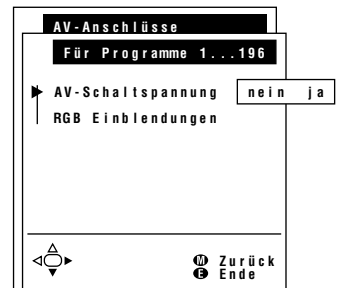 AV-Anschlüsse
Für Programme 1...196
AV-Schaltspannung nein ja
RGB Einblendungen
M Zurück
E Ende